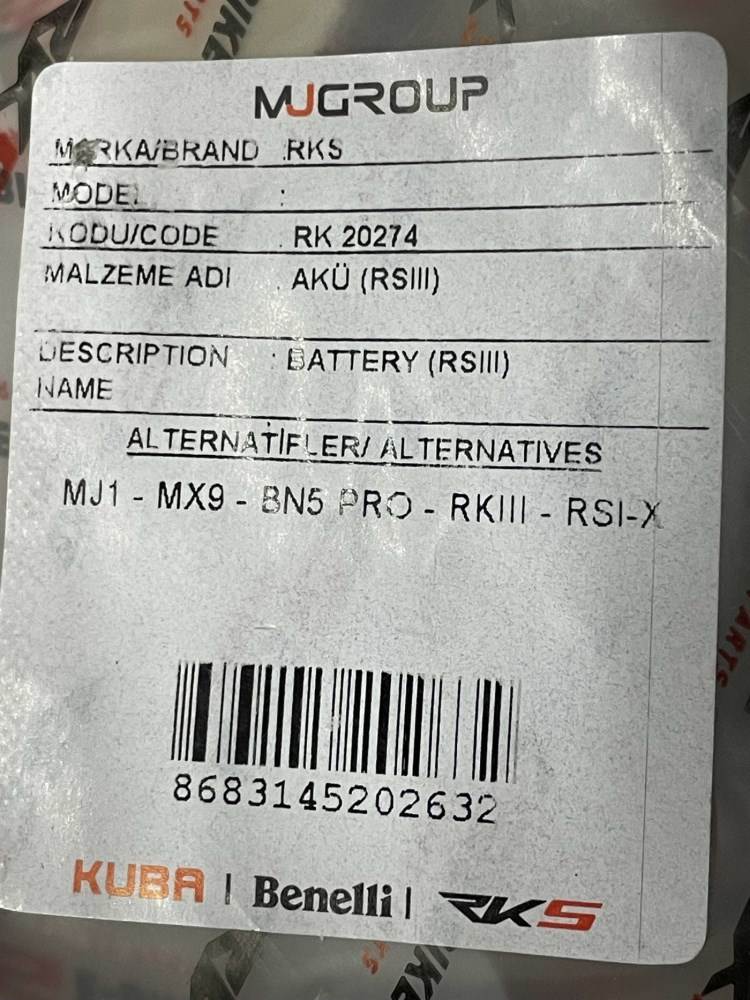 MJGROUP
MARKA/BRAND :RKS
MODEL :
KODU/CODE : RK 20274
MALZEME ADI : AKÜ (RSIII)
DESCRIPTION : BATTERY (RSIII)
NAME
ALTERNATİFLER/ ALTERNATIVES
MJ1 - MX9 - BN5 PRO - RKIII - RSI-X
8683145202632
KUBA | Benelli | RKS